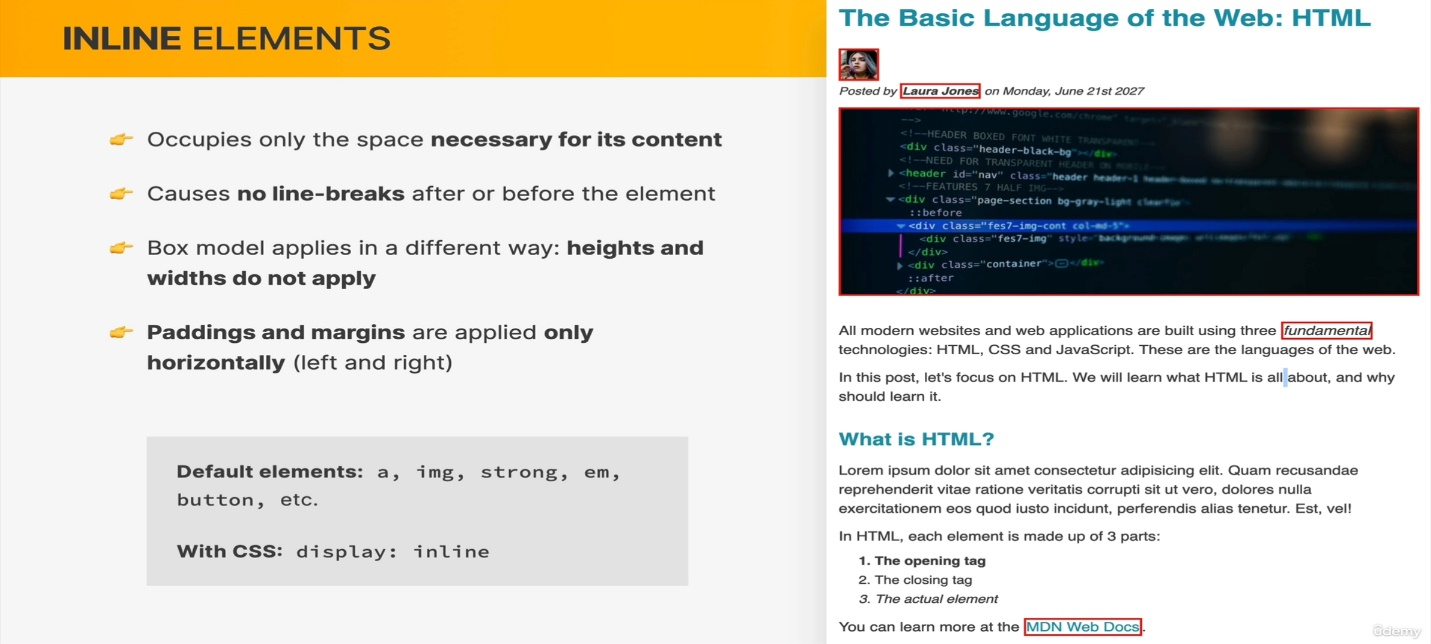 INLINE ELEMENTS
👉 Occupies only the space necessary for its content
👉 Causes no line-breaks after or before the element
👉 Box model applies in a different way: heights and
widths do not apply
👉 Paddings and margins are applied only
horizontally (left and right)
Default elements: a, img, strong, em,
button, etc.
With CSS: display: inline
The Basic Language of the Web: HTML
Posted by Laura Jones on Monday, June 21st 2027
-->
<!--HEADER BOXED FONT WHITE TRANSPARENT-->
<div class="header-black-bg"></div>
<!--NEED FOR TRANSPARENT HEADER ON MOBILE-->
<header id="nav" class="header header-1 header-
<!--FEATURES 7 HALF IMG-->
<div class="page-section bg-gray-light clearfix">
::before
<div class="fes7-img-cont col-md-5">
<div class="fes7-img" style="background-image:
</div>
<div class="container"></div>
::after
</div>
All modern websites and web applications are built using three fundamental
technologies: HTML, CSS and JavaScript. These are the languages of the web.
In this post, let's focus on HTML. We will learn what HTML is all about, and why
should learn it.
What is HTML?
Lorem ipsum dolor sit amet consectetur adipisicing elit. Quam recusandae
reprehenderit vitae ratione veritatis corrupti sit ut vero, dolores nulla
exercitationem eos quod iusto incidunt, perferendis alias tenetur. Est, vel!
In HTML, each element is made up of 3 parts:
1. The opening tag
2. The closing tag
3. The actual element
You can learn more at the MDN Web Docs.
ûdemy